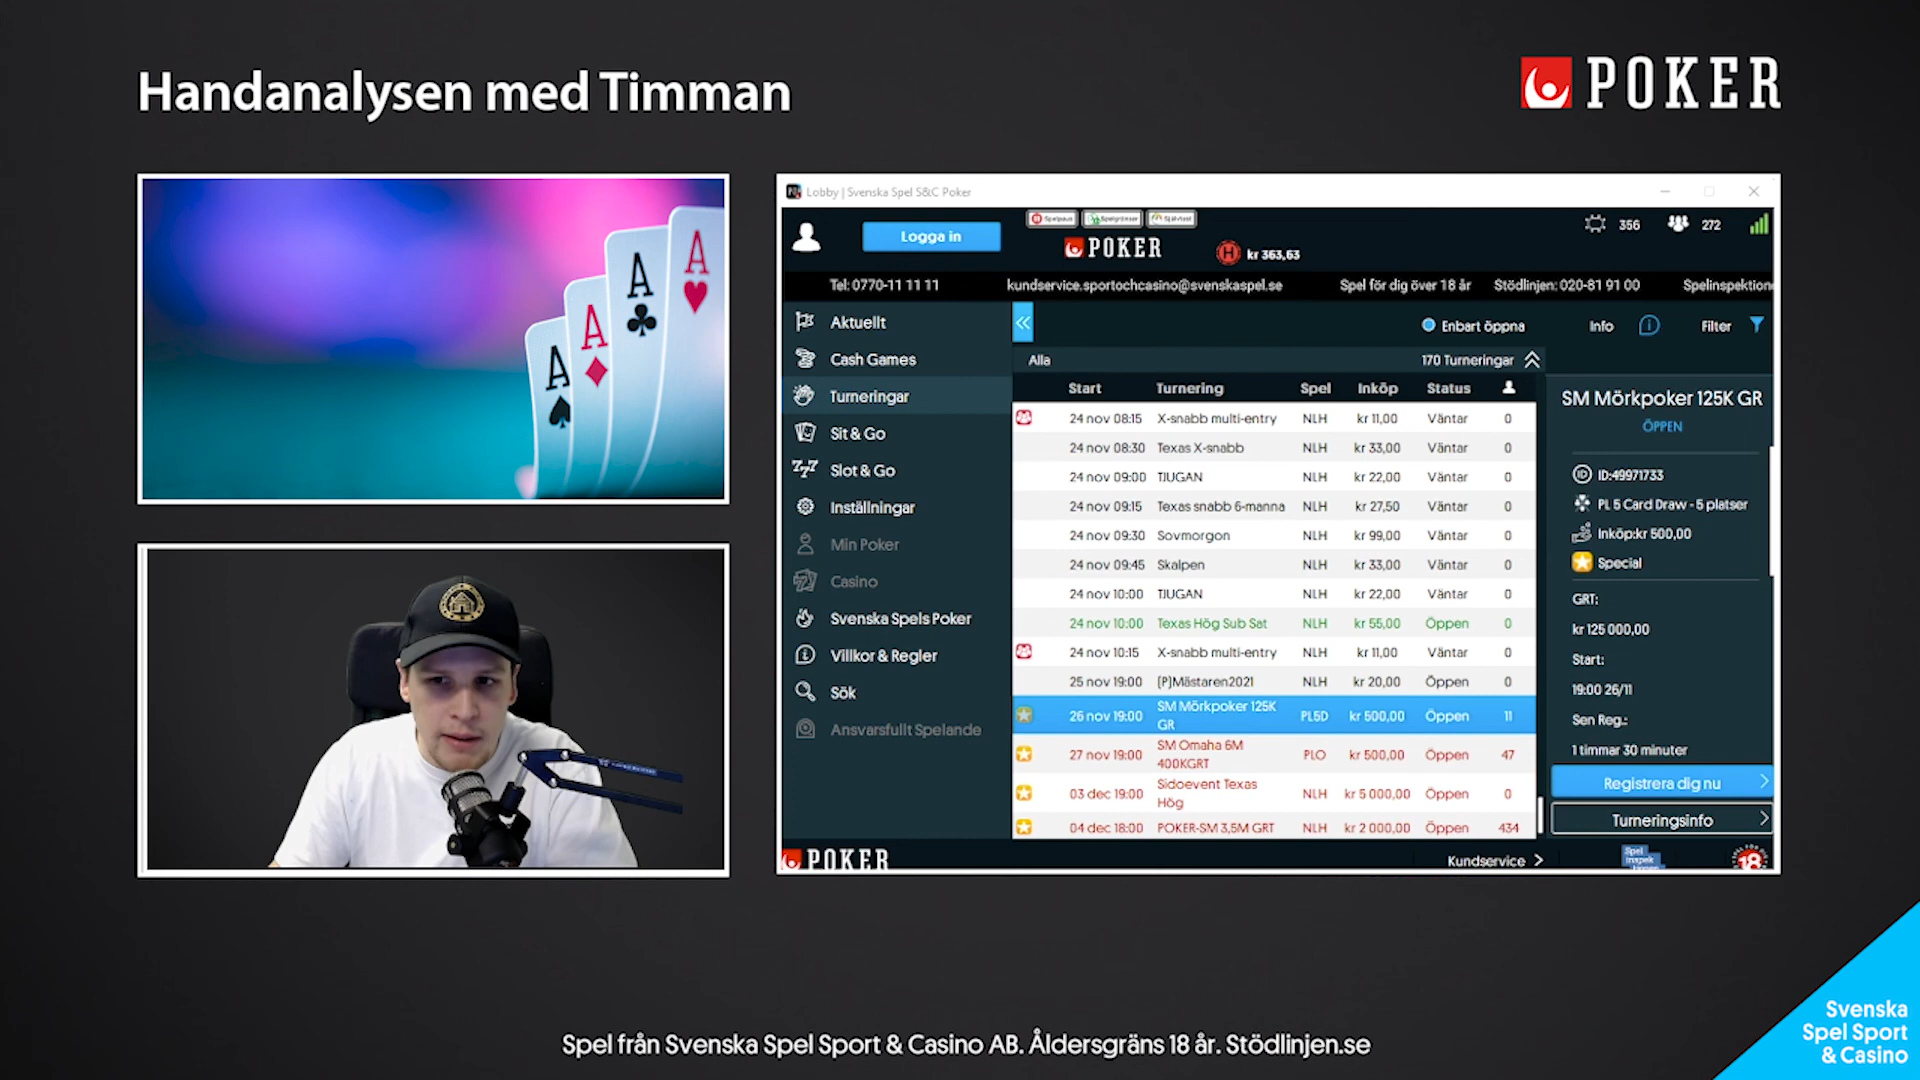 Handanalysen med Timman
POKER
A A A A
Lobby | Svenska Spel S&C Poker
Logga in
Spelpaus Spelgränser Självtest
POKER
kr 363,63
356 272
Tel: 0770-11 11 11 kundservice.sportochcasino@svenskaspel.se Spel för dig över 18 år Stödlinjen: 020-81 91 00 Spelinspektion
Aktuellt
Cash Games
Turneringar
Sit & Go
Slot & Go
Inställningar
Min Poker
Casino
Svenska Spels Poker
Villkor & Regler
Sök
Ansvarsfullt Spelande
Enbart öppna Info Filter
Alla 170 Turneringar
Start Turnering Spel Inköp Status
24 nov 08:15 X-snabb multi-entry NLH kr 11,00 Väntar 0
24 nov 08:30 Texas X-snabb NLH kr 33,00 Väntar 0
24 nov 09:00 TJUGAN NLH kr 22,00 Väntar 0
24 nov 09:15 Texas snabb 6-manna NLH kr 27,50 Väntar 0
24 nov 09:30 Sovmorgon NLH kr 99,00 Väntar 0
24 nov 09:45 Skalpen NLH kr 33,00 Väntar 0
24 nov 10:00 TJUGAN NLH kr 22,00 Väntar 0
24 nov 10:00 Texas Hög Sub Sat NLH kr 55,00 Öppen 0
24 nov 10:15 X-snabb multi-entry NLH kr 11,00 Väntar 0
25 nov 19:00 (P)Mästaren2021 NLH kr 20,00 Öppen 0
26 nov 19:00 SM Mörkpoker 125K GR PL5D kr 500,00 Öppen 11
27 nov 19:00 SM Omaha 6M 400KGRT PLO kr 500,00 Öppen 47
03 dec 19:00 Sidoevent Texas Hög NLH kr 5 000,00 Öppen 0
04 dec 18:00 POKER-SM 3,5M GRT NLH kr 2 000,00 Öppen 434
SM Mörkpoker 125K GR
ÖPPEN
ID:49971733
PL 5 Card Draw - 5 platser
Inköp:kr 500,00
Special
GRT:
kr 125 000,00
Start:
19:00 26/11
Sen Reg.:
1 timmar 30 minuter
Registrera dig nu
Turneringsinfo
POKER
Kundservice
Spel
inspek
18
Spel från Svenska Spel Sport & Casino AB. Åldersgräns 18 år. Stödlinjen.se
Svenska
Spel Sport
& Casino